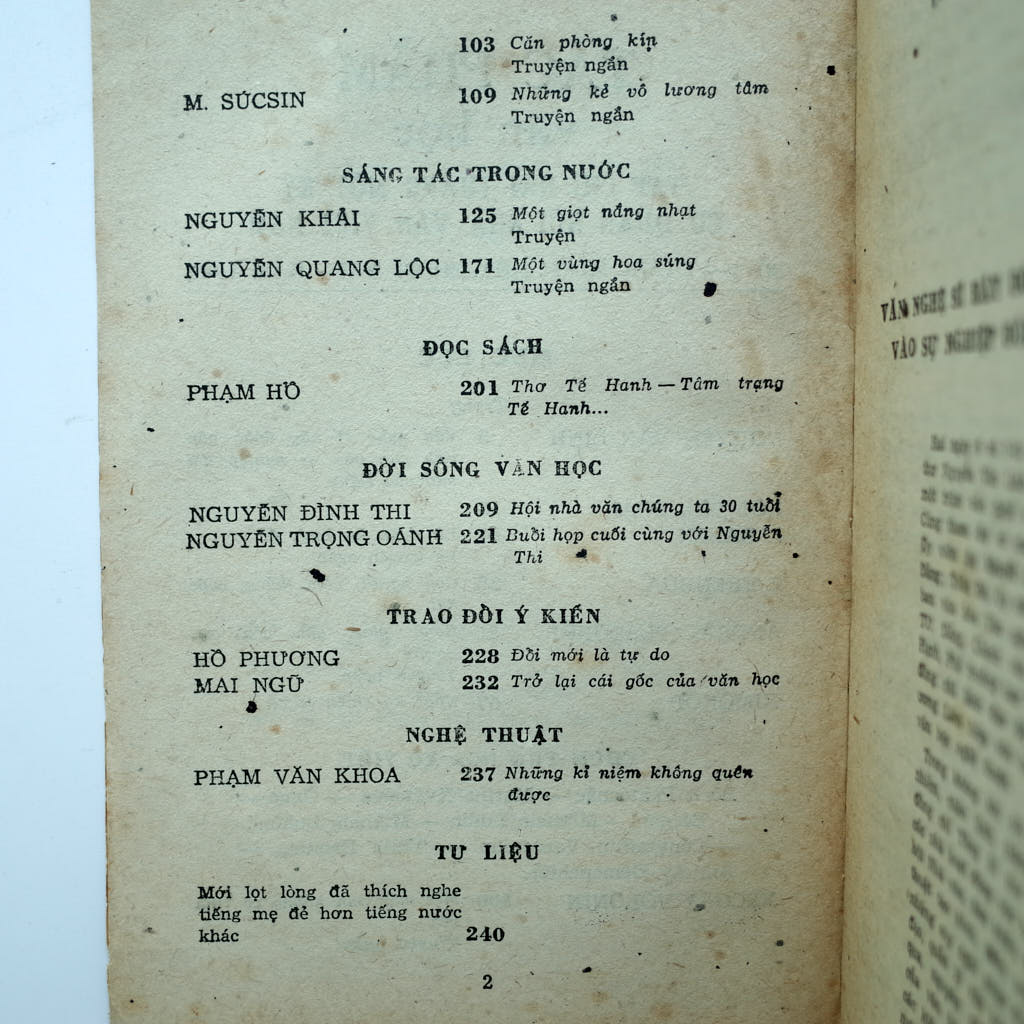 103 Căn phòng kín
Truyện ngắn
M. SÚCSIN 109 Những kẻ vô lương tâm
Truyện ngắn
SÁNG TÁC TRONG NƯỚC
NGUYỄN KHẢI 125 Một giọt nắng nhạt
Truyện
NGUYỄN QUANG LỘC 171 Một vùng hoa súng
Truyện ngắn
ĐỌC SÁCH
PHẠM HỔ 201 Thơ Tế Hanh — Tâm trạng
Tế Hanh...
ĐỜI SỐNG VĂN HỌC
NGUYỄN ĐÌNH THI 209 Hội nhà văn chúng ta 30 tuổi
NGUYỄN TRỌNG OÁNH 221 Buổi họp cuối cùng với Nguyễn
Thi
TRAO ĐỔI Ý KIẾN
HỒ PHƯƠNG 228 Đổi mới là tự do
MAI NGỮ 232 Trở lại cái gốc của văn học
NGHỆ THUẬT
PHẠM VĂN KHOA 237 Những kỉ niệm không quên
được
TƯ LIỆU
Mới lọt lòng đã thích nghe
tiếng mẹ đẻ hơn tiếng nước
khác 240
2
VĂN NGHỆ SĨ
VÀO SỰ NGHIỆP